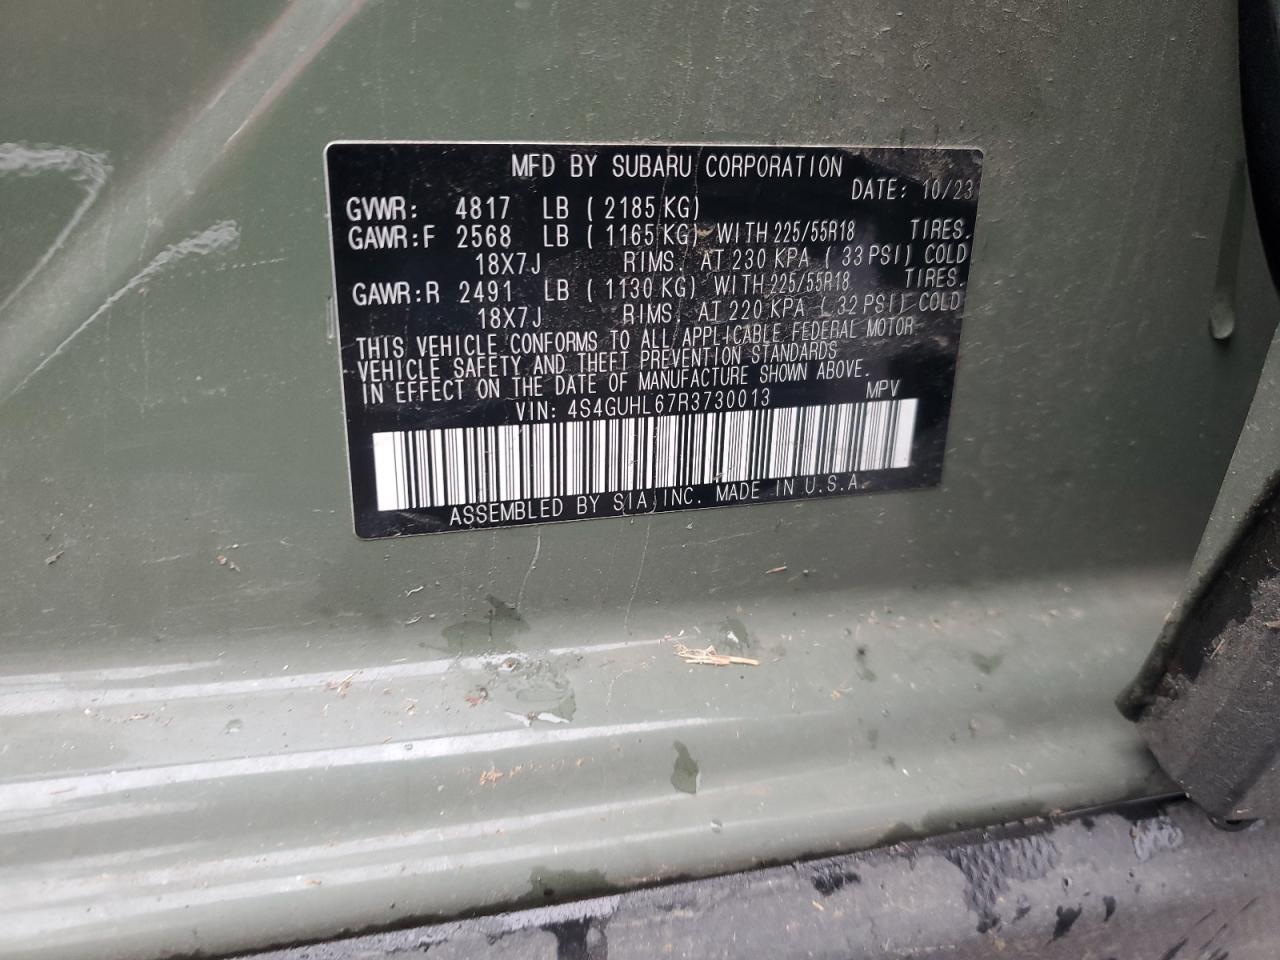 MFD BY SUBARU CORPORATION
DATE: 10/23
GVWR: 4817 LB ( 2185 KG)
GAWR:F 2568 LB ( 1165 KG) WITH 225/55R18 TIRES.
18X7J RIMS. AT 230 KPA ( 33 PSI) COLD
GAWR:R 2491 LB ( 1130 KG) WITH 225/55R18 TIRES.
18X7J RIMS. AT 220 KPA ( 32 PSI) COLD
THIS VEHICLE CONFORMS TO ALL APPLICABLE FEDERAL MOTOR
VEHICLE SAFETY AND THEFT PREVENTION STANDARDS
IN EFFECT ON THE DATE OF MANUFACTURE SHOWN ABOVE.
VIN: 4S4GUHL67R3730013 MPV
ASSEMBLED BY SIA,INC. MADE IN U.S.A.